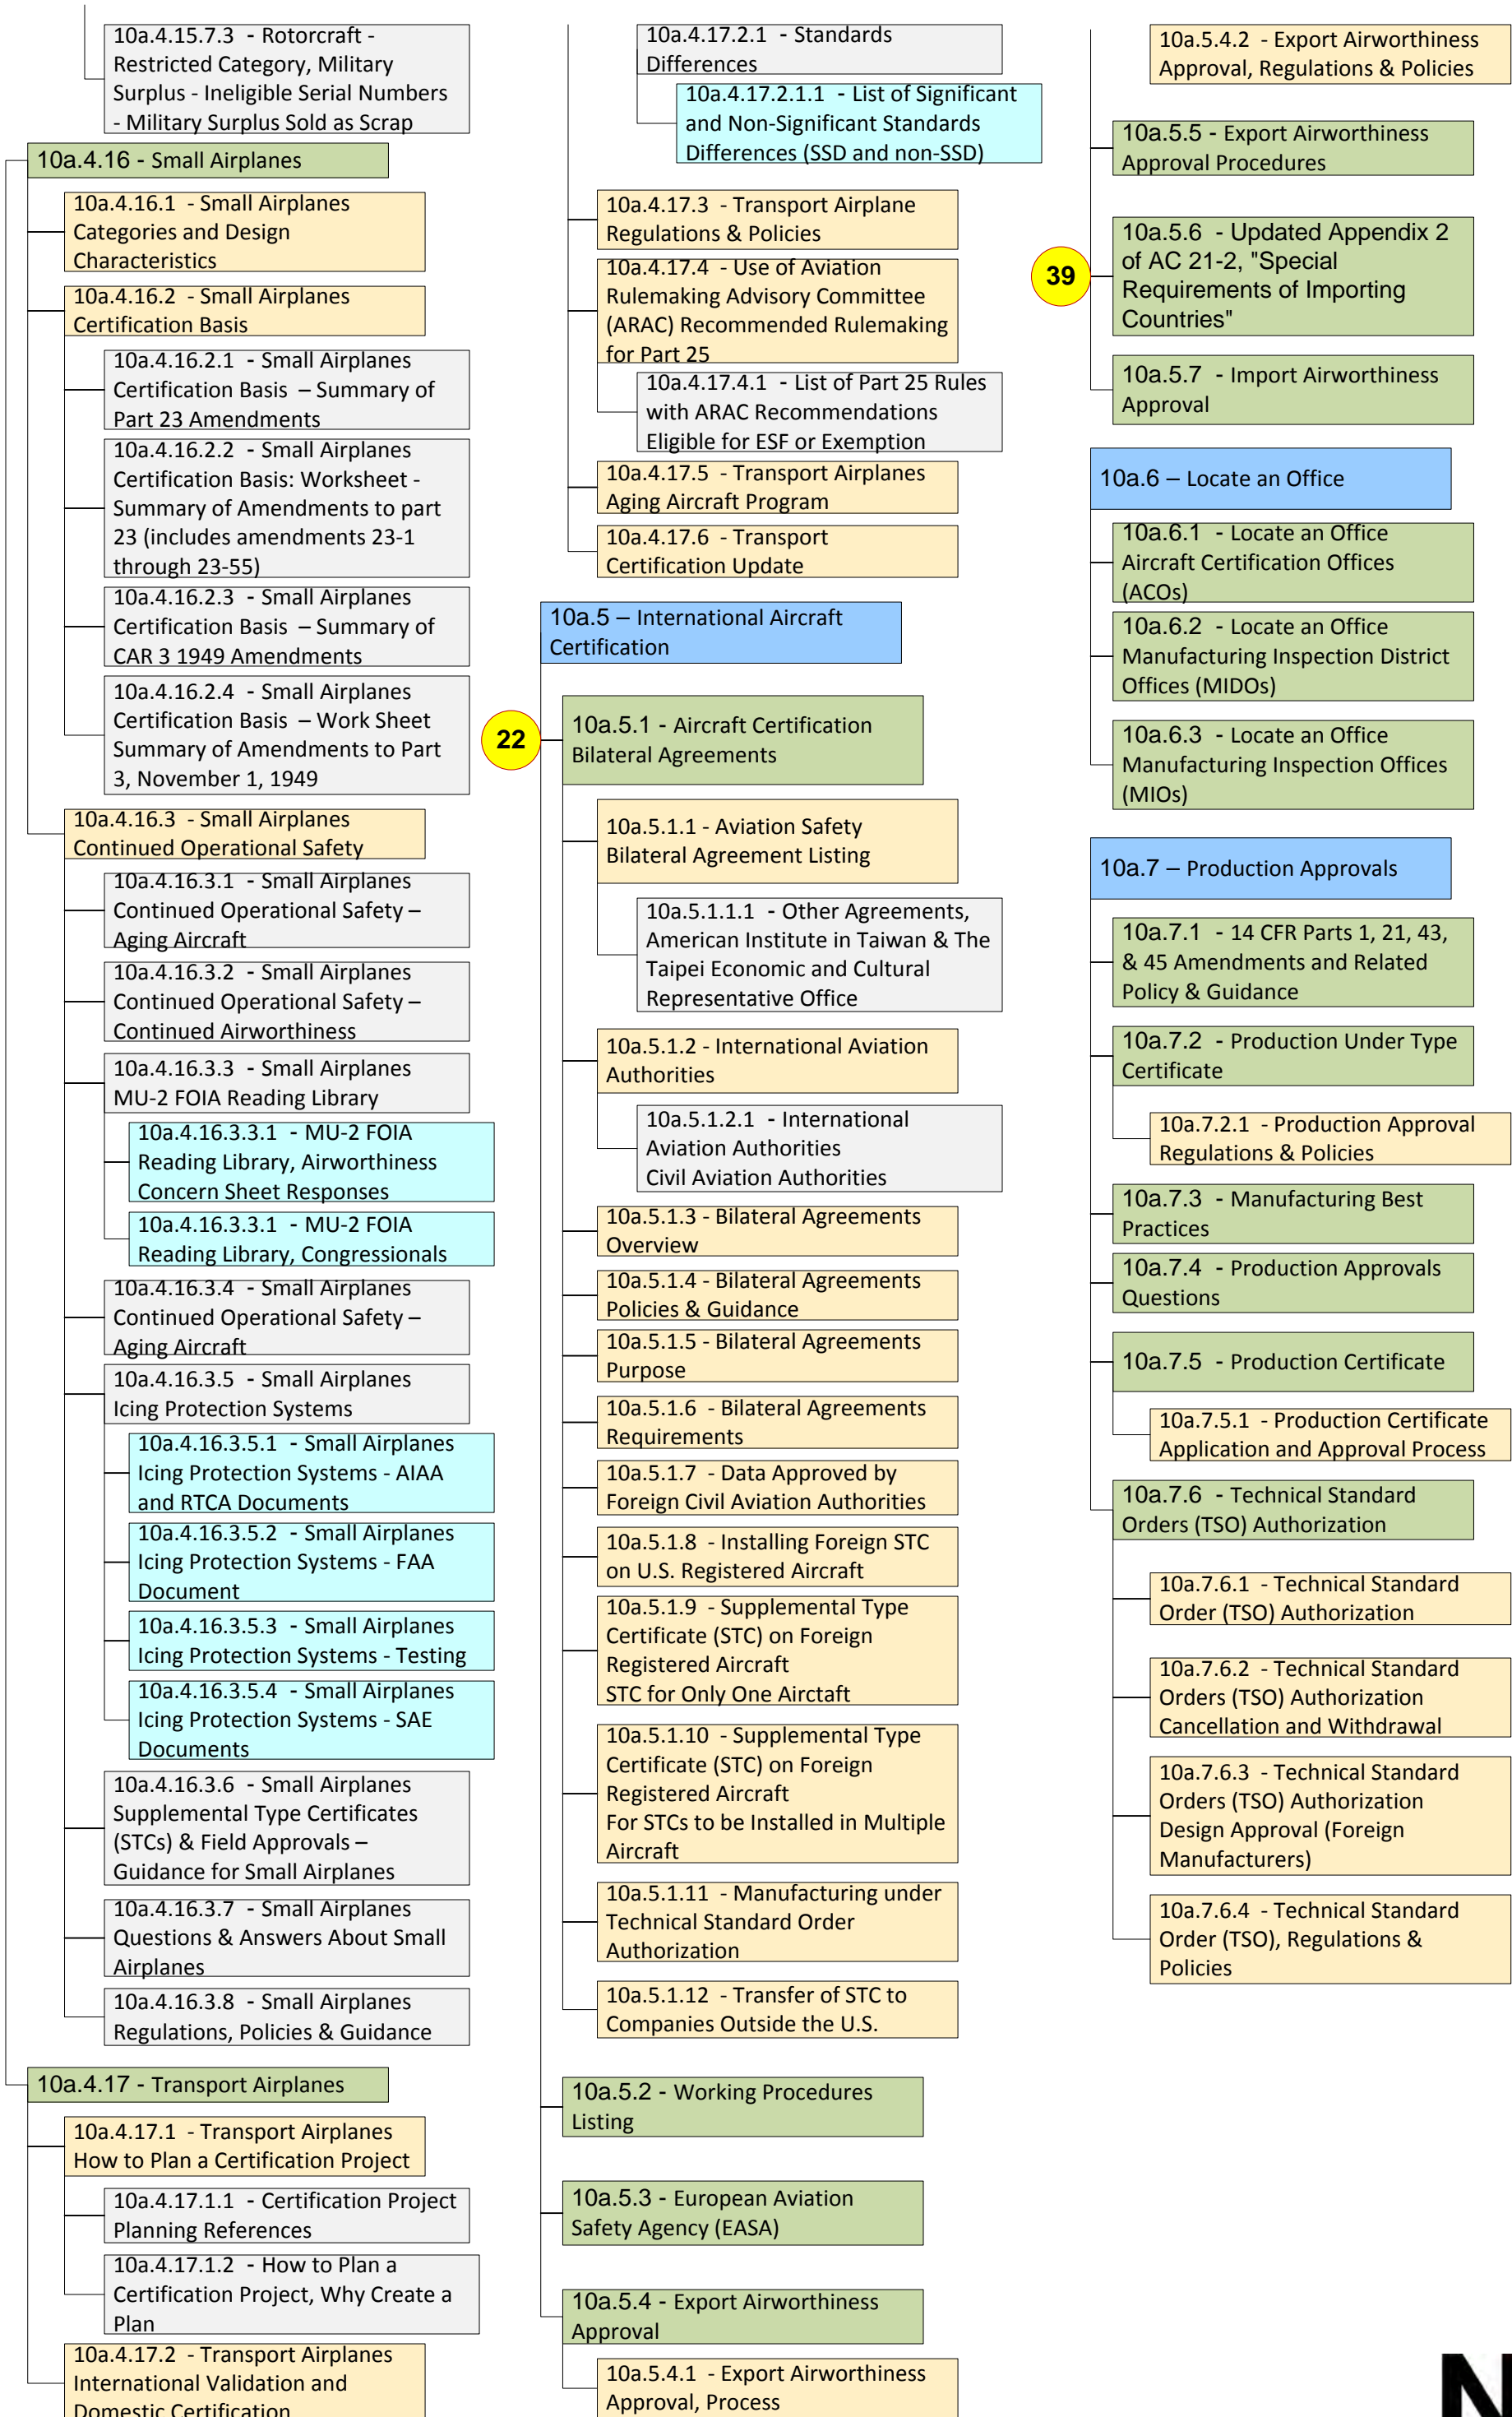 10a.4.15.7.3 - Rotorcraft -
Restricted Category, Military
Surplus - Ineligible Serial Numbers
- Military Surplus Sold as Scrap
10a.4.16 - Small Airplanes
10a.4.16.1 - Small Airplanes
Categories and Design
Characteristics
10a.4.16.2 - Small Airplanes
Certification Basis
10a.4.16.2.1 - Small Airplanes
Certification Basis – Summary of
Part 23 Amendments
10a.4.16.2.2 - Small Airplanes
Certification Basis: Worksheet -
Summary of Amendments to part
23 (includes amendments 23-1
through 23-55)
10a.4.16.2.3 - Small Airplanes
Certification Basis – Summary of
CAR 3 1949 Amendments
10a.4.16.2.4 - Small Airplanes
Certification Basis – Work Sheet
Summary of Amendments to Part
3, November 1, 1949
10a.4.16.3 - Small Airplanes
Continued Operational Safety
10a.4.16.3.1 - Small Airplanes
Continued Operational Safety –
Aging Aircraft
10a.4.16.3.2 - Small Airplanes
Continued Operational Safety –
Continued Airworthiness
10a.4.16.3.3 - Small Airplanes
MU-2 FOIA Reading Library
10a.4.16.3.3.1 - MU-2 FOIA
Reading Library, Airworthiness
Concern Sheet Responses
10a.4.16.3.3.1 - MU-2 FOIA
Reading Library, Congressionals
10a.4.16.3.4 - Small Airplanes
Continued Operational Safety –
Aging Aircraft
10a.4.16.3.5 - Small Airplanes
Icing Protection Systems
10a.4.16.3.5.1 - Small Airplanes
Icing Protection Systems - AIAA
and RTCA Documents
10a.4.16.3.5.2 - Small Airplanes
Icing Protection Systems - FAA
Document
10a.4.16.3.5.3 - Small Airplanes
Icing Protection Systems - Testing
10a.4.16.3.5.4 - Small Airplanes
Icing Protection Systems - SAE
Documents
10a.4.16.3.6 - Small Airplanes
Supplemental Type Certificates
(STCs) & Field Approvals –
Guidance for Small Airplanes
10a.4.16.3.7 - Small Airplanes
Questions & Answers About Small
Airplanes
10a.4.16.3.8 - Small Airplanes
Regulations, Policies & Guidance
10a.4.17 - Transport Airplanes
10a.4.17.1 - Transport Airplanes
How to Plan a Certification Project
10a.4.17.1.1 - Certification Project
Planning References
10a.4.17.1.2 - How to Plan a
Certification Project, Why Create a
Plan
10a.4.17.2 - Transport Airplanes
International Validation and
Domestic Certification
10a.4.17.2.1 - Standards
Differences
10a.4.17.2.1.1 - List of Significant
and Non-Significant Standards
Differences (SSD and non-SSD)
10a.4.17.3 - Transport Airplane
Regulations & Policies
10a.4.17.4 - Use of Aviation
Rulemaking Advisory Committee
(ARAC) Recommended Rulemaking
for Part 25
10a.4.17.4.1 - List of Part 25 Rules
with ARAC Recommendations
Eligible for ESF or Exemption
10a.4.17.5 - Transport Airplanes
Aging Aircraft Program
10a.4.17.6 - Transport
Certification Update
10a.5 – International Aircraft
Certification
22
10a.5.1 - Aircraft Certification
Bilateral Agreements
10a.5.1.1 - Aviation Safety
Bilateral Agreement Listing
10a.5.1.1.1 - Other Agreements,
American Institute in Taiwan & The
Taipei Economic and Cultural
Representative Office
10a.5.1.2 - International Aviation
Authorities
10a.5.1.2.1 - International
Aviation Authorities
Civil Aviation Authorities
10a.5.1.3 - Bilateral Agreements
Overview
10a.5.1.4 - Bilateral Agreements
Policies & Guidance
10a.5.1.5 - Bilateral Agreements
Purpose
10a.5.1.6 - Bilateral Agreements
Requirements
10a.5.1.7 - Data Approved by
Foreign Civil Aviation Authorities
10a.5.1.8 - Installing Foreign STC
on U.S. Registered Aircraft
10a.5.1.9 - Supplemental Type
Certificate (STC) on Foreign
Registered Aircraft
STC for Only One Airctaft
10a.5.1.10 - Supplemental Type
Certificate (STC) on Foreign
Registered Aircraft
For STCs to be Installed in Multiple
Aircraft
10a.5.1.11 - Manufacturing under
Technical Standard Order
Authorization
10a.5.1.12 - Transfer of STC to
Companies Outside the U.S.
10a.5.2 - Working Procedures
Listing
10a.5.3 - European Aviation
Safety Agency (EASA)
10a.5.4 - Export Airworthiness
Approval
10a.5.4.1 - Export Airworthiness
Approval, Process
10a.5.4.2 - Export Airworthiness
Approval, Regulations & Policies
10a.5.5 - Export Airworthiness
Approval Procedures
39
10a.5.6 - Updated Appendix 2
of AC 21-2, "Special
Requirements of Importing
Countries"
10a.5.7 - Import Airworthiness
Approval
10a.6 – Locate an Office
10a.6.1 - Locate an Office
Aircraft Certification Offices
(ACOs)
10a.6.2 - Locate an Office
Manufacturing Inspection District
Offices (MIDOs)
10a.6.3 - Locate an Office
Manufacturing Inspection Offices
(MIOs)
10a.7 – Production Approvals
10a.7.1 - 14 CFR Parts 1, 21, 43,
& 45 Amendments and Related
Policy & Guidance
10a.7.2 - Production Under Type
Certificate
10a.7.2.1 - Production Approval
Regulations & Policies
10a.7.3 - Manufacturing Best
Practices
10a.7.4 - Production Approvals
Questions
10a.7.5 - Production Certificate
10a.7.5.1 - Production Certificate
Application and Approval Process
10a.7.6 - Technical Standard
Orders (TSO) Authorization
10a.7.6.1 - Technical Standard
Order (TSO) Authorization
10a.7.6.2 - Technical Standard
Orders (TSO) Authorization
Cancellation and Withdrawal
10a.7.6.3 - Technical Standard
Orders (TSO) Authorization
Design Approval (Foreign
Manufacturers)
10a.7.6.4 - Technical Standard
Order (TSO), Regulations &
Policies
N